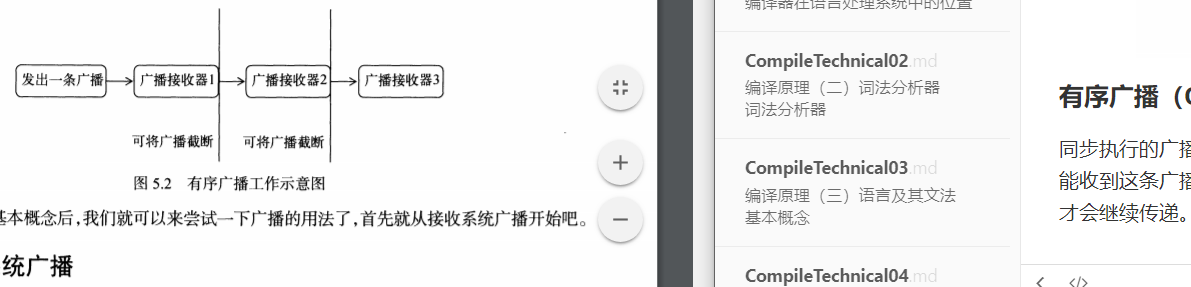 发出一条广播
广播接收器1
广播接收器2
广播接收器3
可将广播截断
可将广播截断
图 5.2 有序广播工作示意图
基本概念后，我们就可以来尝试一下广播的用法了，首先就从接收系统广播开始吧。
统广播
编译器在语言处理系统中的位置
CompileTechnical02.md
编译原理（二）词法分析器
词法分析器
CompileTechnical03.md
编译原理（三）语言及其文法
基本概念
CompileTechnical04.md
有序广播（
同步执行的广播
能收到这条广播
才会继续传递。